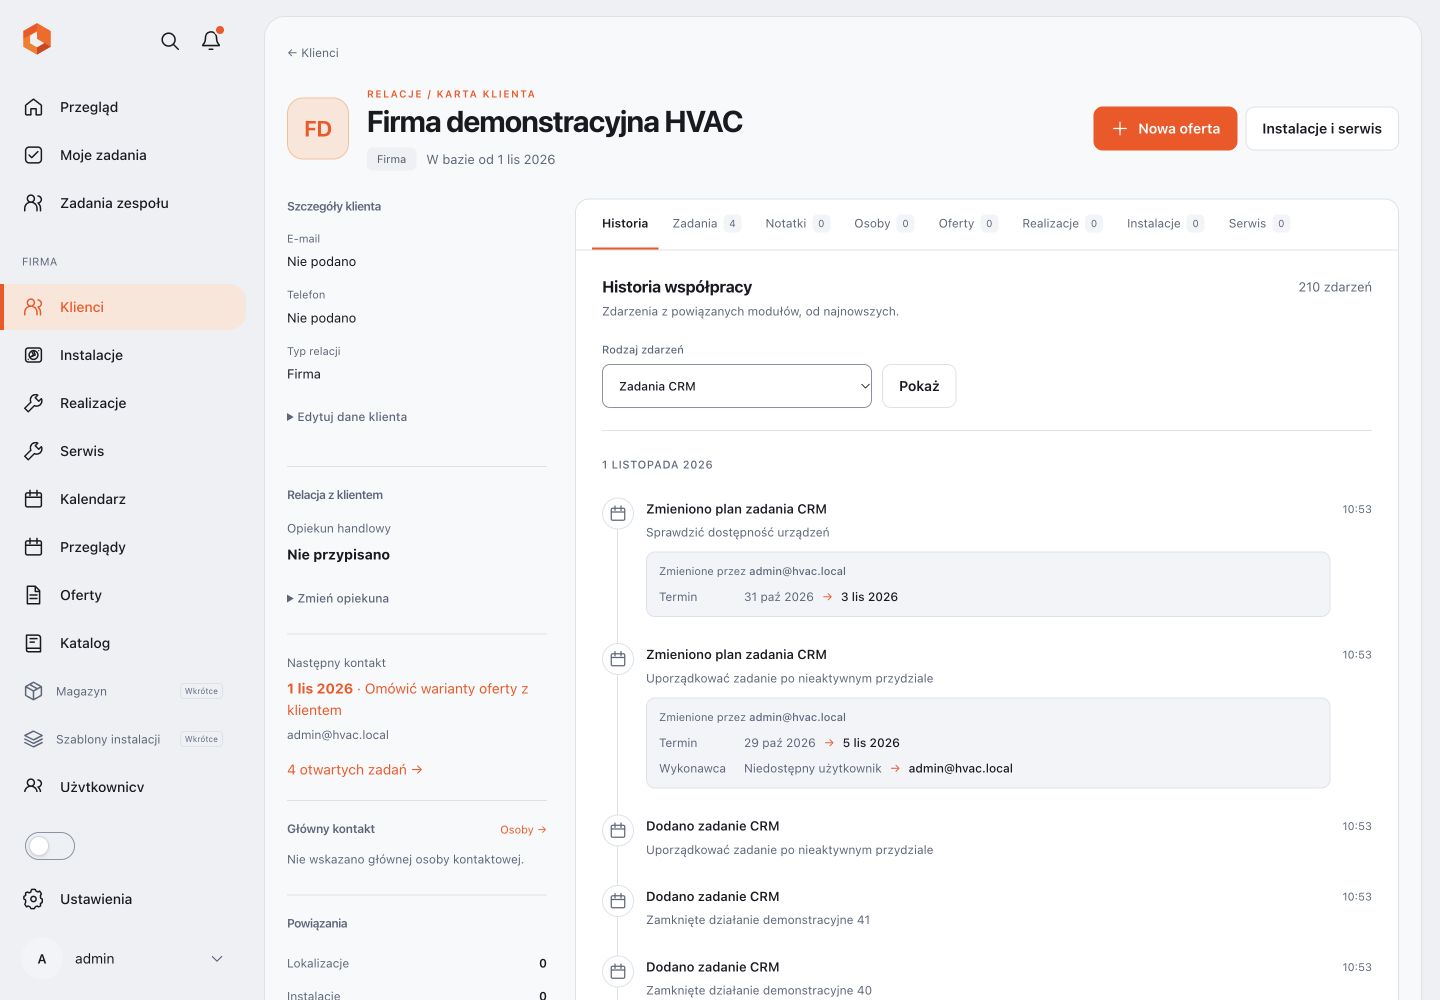 Przegląd
Moje zadania
Zadania zespołu
FIRMA
Klienci
Instalacje
Realizacje
Serwis
Kalendarz
Przeglądy
Oferty
Katalog
Magazyn Wkrótce
Szablony instalacji Wkrótce
Użytkownicy
Ustawienia
A admin
← Klienci
FD
RELACJE / KARTA KLIENTA
Firma demonstracyjna HVAC
Firma W bazie od 1 lis 2026
+ Nowa oferta
Instalacje i serwis
Szczegóły klienta
E-mail
Nie podano
Telefon
Nie podano
Typ relacji
Firma
▶ Edytuj dane klienta
Relacja z klientem
Opiekun handlowy
Nie przypisano
▶ Zmień opiekuna
Następny kontakt
1 lis 2026 · Omówić warianty oferty z
klientem
admin@hvac.local
4 otwartych zadań →
Główny kontakt Osoby →
Nie wskazano głównej osoby kontaktowej.
Powiązania
Lokalizacje 0
Instalacje 0
Historia Zadania 4 Notatki 0 Osoby 0 Oferty 0 Realizacje 0 Instalacje 0 Serwis 0
Historia współpracy 210 zdarzeń
Zdarzenia z powiązanych modułów, od najnowszych.
Rodzaj zdarzeń
Zadania CRM Pokaż
1 LISTOPADA 2026
Zmieniono plan zadania CRM 10:53
Sprawdzić dostępność urządzeń
Zmienione przez admin@hvac.local
Termin 31 paź 2026 → 3 lis 2026
Zmieniono plan zadania CRM 10:53
Uporządkować zadanie po nieaktywnym przydziale
Zmienione przez admin@hvac.local
Termin 29 paź 2026 → 5 lis 2026
Wykonawca Niedostępny użytkownik → admin@hvac.local
Dodano zadanie CRM 10:53
Uporządkować zadanie po nieaktywnym przydziale
Dodano zadanie CRM 10:53
Zamknięte działanie demonstracyjne 41
Dodano zadanie CRM 10:53
Zamknięte działanie demonstracyjne 40